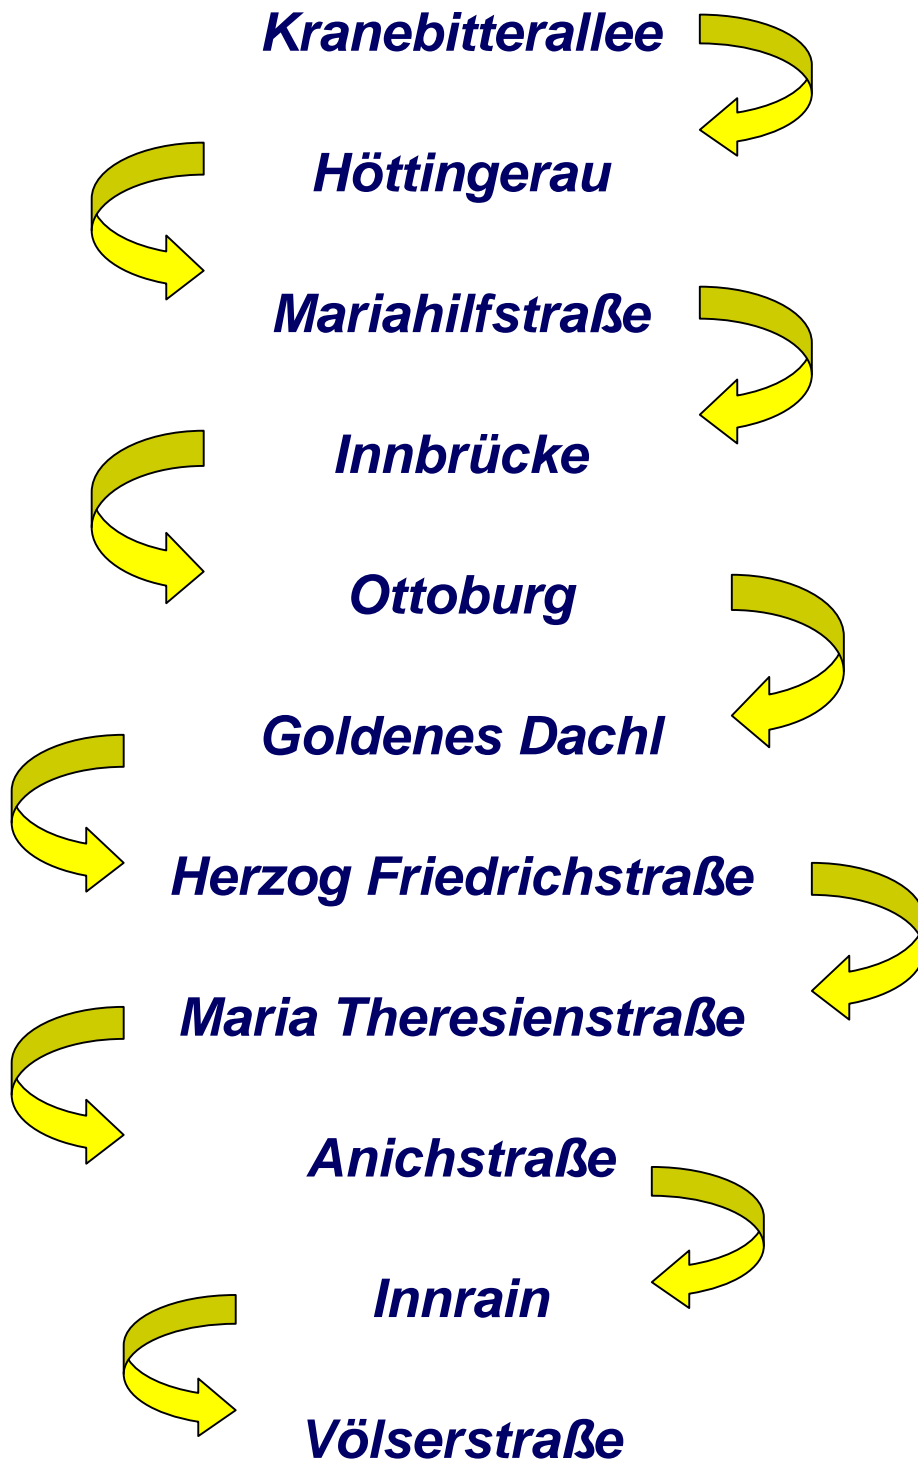 Kranebitterallee
Höttingerau
Mariahilfstraße
Innbrücke
Ottoburg
Goldenes Dachl
Herzog Friedrichstraße
Maria Theresienstraße
Anichstraße
Innrain
Völserstraße